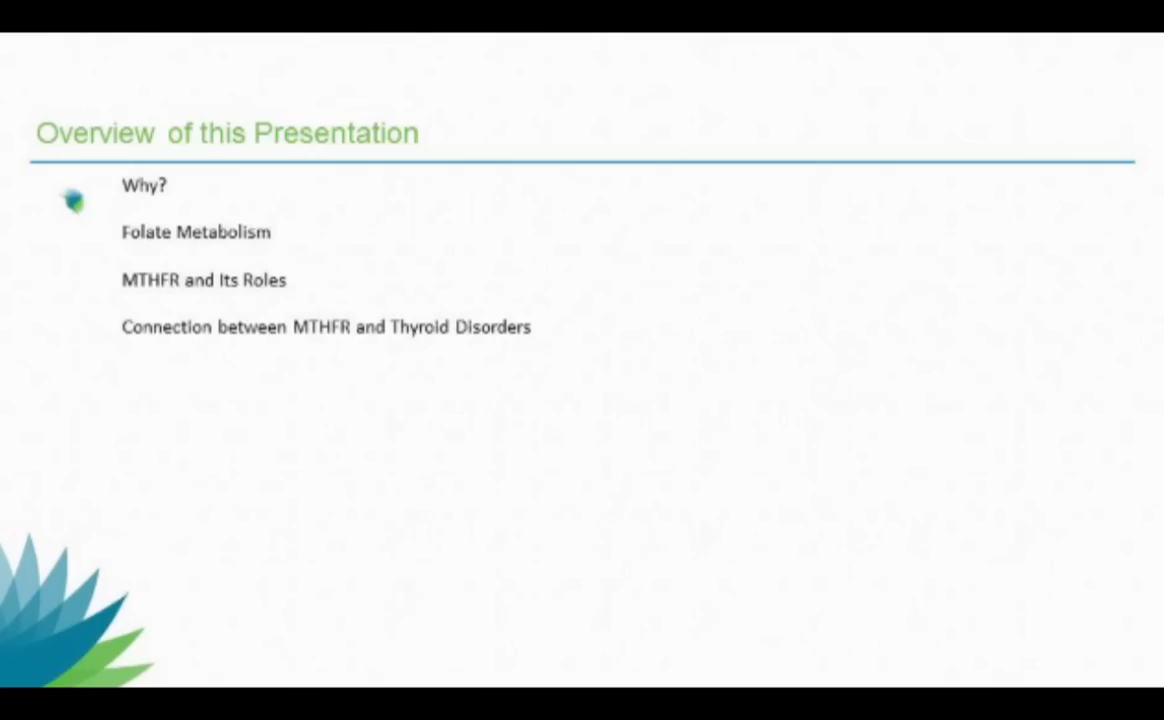 Overview of this Presentation
Why?
Folate Metabolism
MTHFR and Its Roles
Connection between MTHFR and Thyroid Disorders